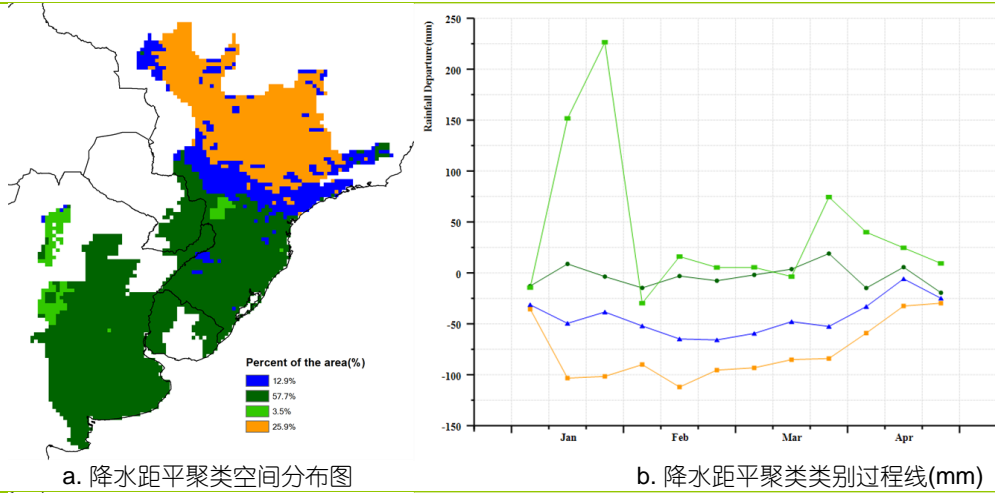 Percent of the area(%)
12.9%
57.7%
3.5%
25.9%
a. 降水距平聚类空间分布图
Rainfall Departure(mm)
250
200
150
100
50
0
-50
-100
-150
Jan Feb Mar Apr
b. 降水距平聚类类别过程线(mm)